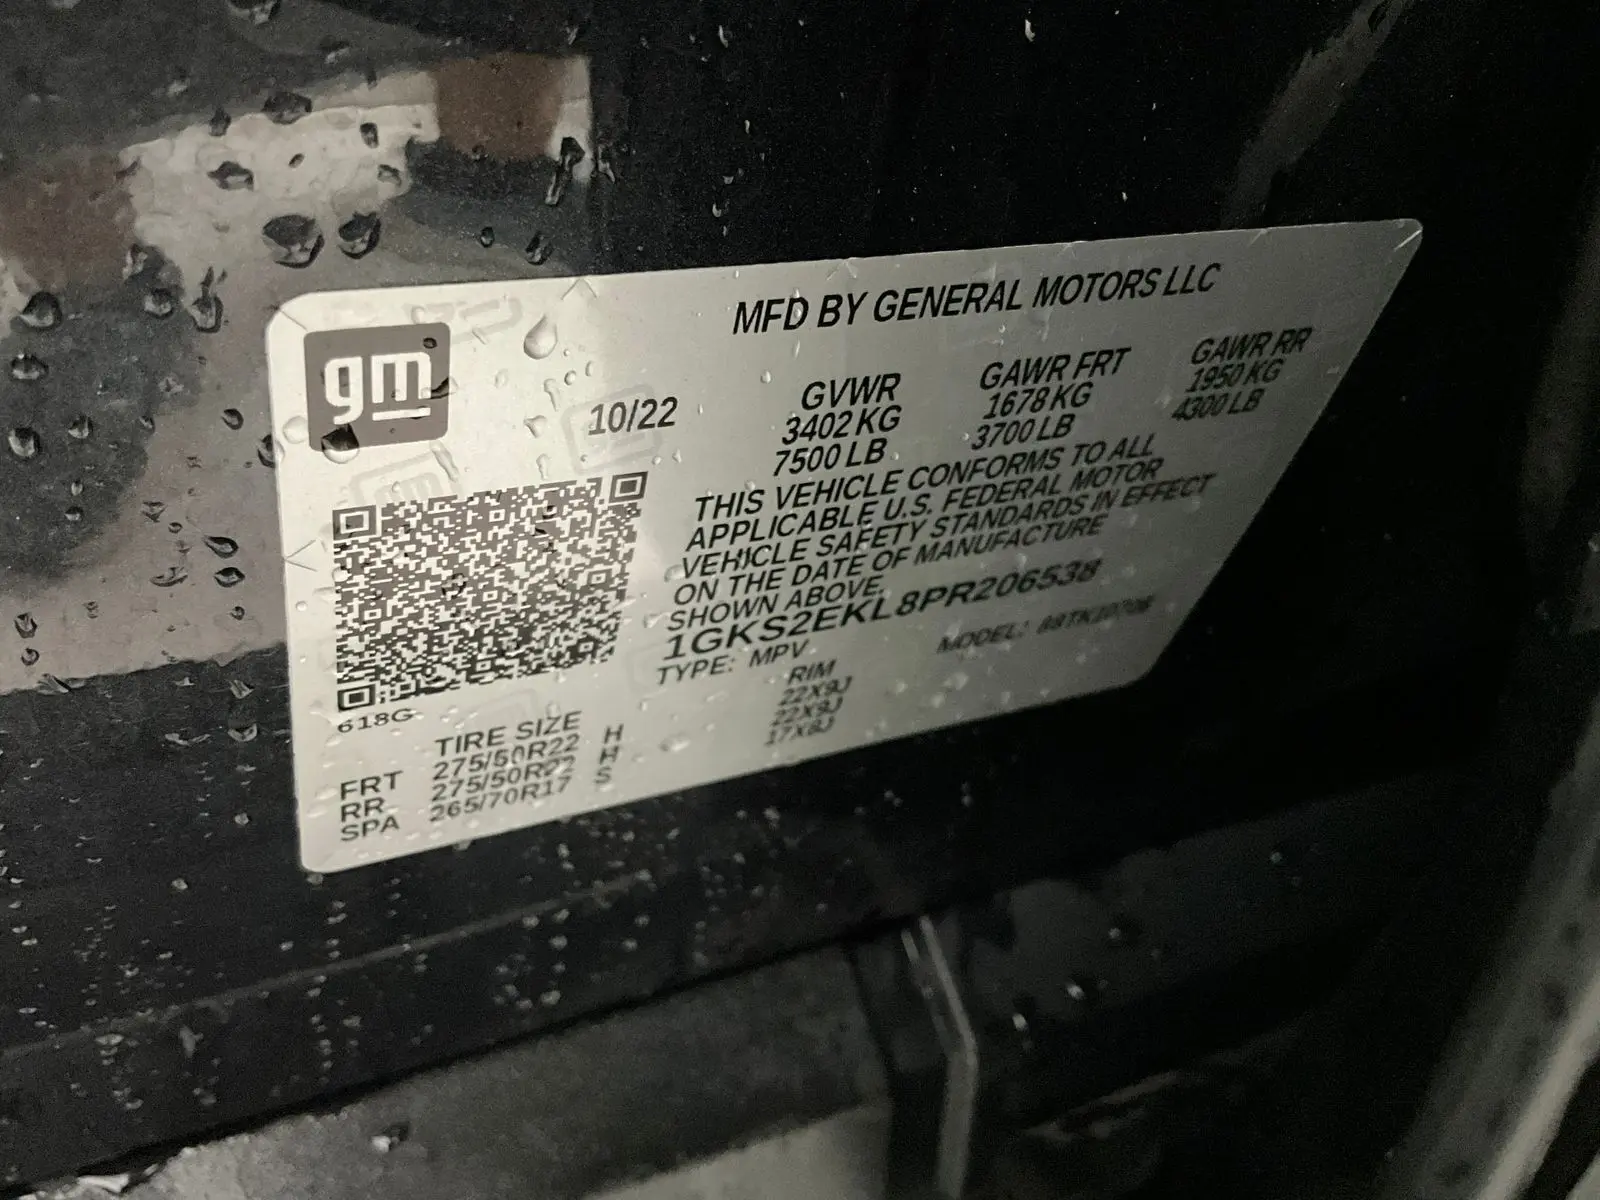 gm
MFD BY GENERAL MOTORS LLC
10/22
GVWR
3402 KG
7500 LB
GAWR FRT
1678 KG
3700 LB
GAWR RR
1950 KG
4300 LB
THIS VEHICLE CONFORMS TO ALL
APPLICABLE U.S. FEDERAL MOTOR
VEHICLE SAFETY STANDARDS IN EFFECT
ON THE DATE OF MANUFACTURE
SHOWN ABOVE.
1GKS2EKL8PR206538
TYPE: MPV
MODEL:
618G
TIRE SIZE
RIM
FRT 275/50R22 H 22X9J
RR 275/50R22 H 22X9J
SPA 265/70R17 S 17X8J